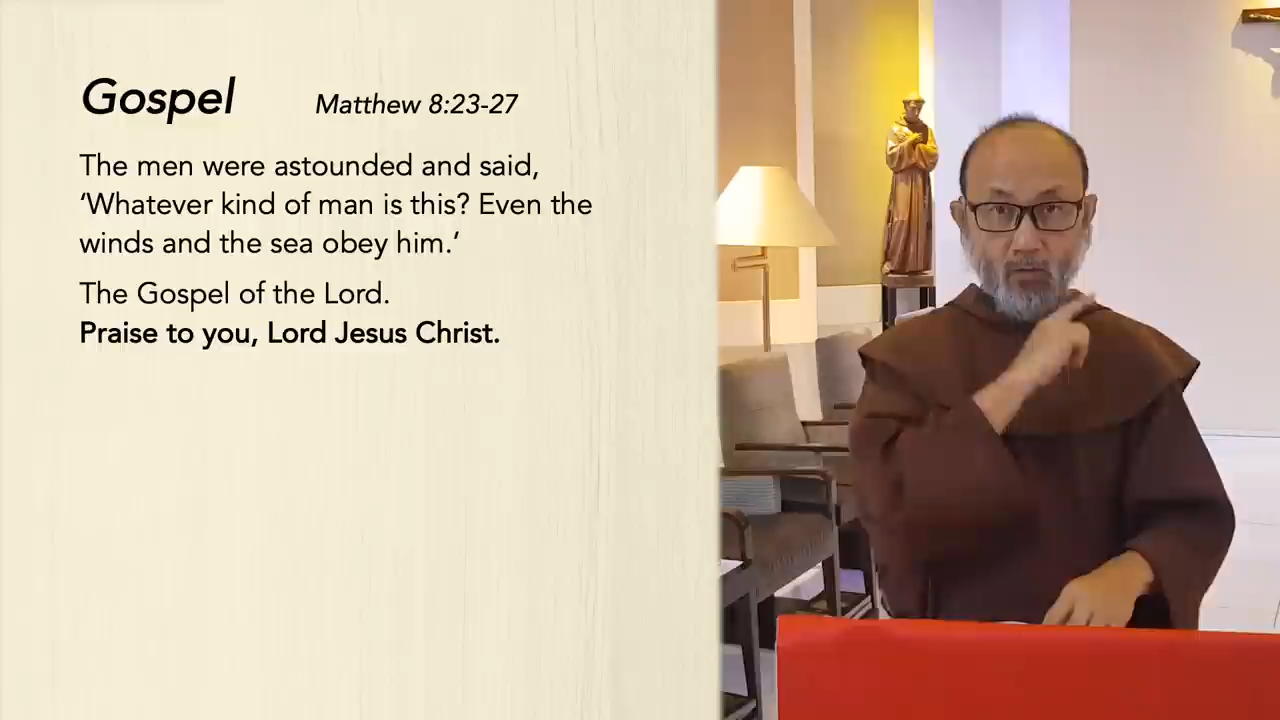 Gospel Matthew 8:23-27
The men were astounded and said,
‘Whatever kind of man is this? Even the
winds and the sea obey him.’
The Gospel of the Lord.
Praise to you, Lord Jesus Christ.